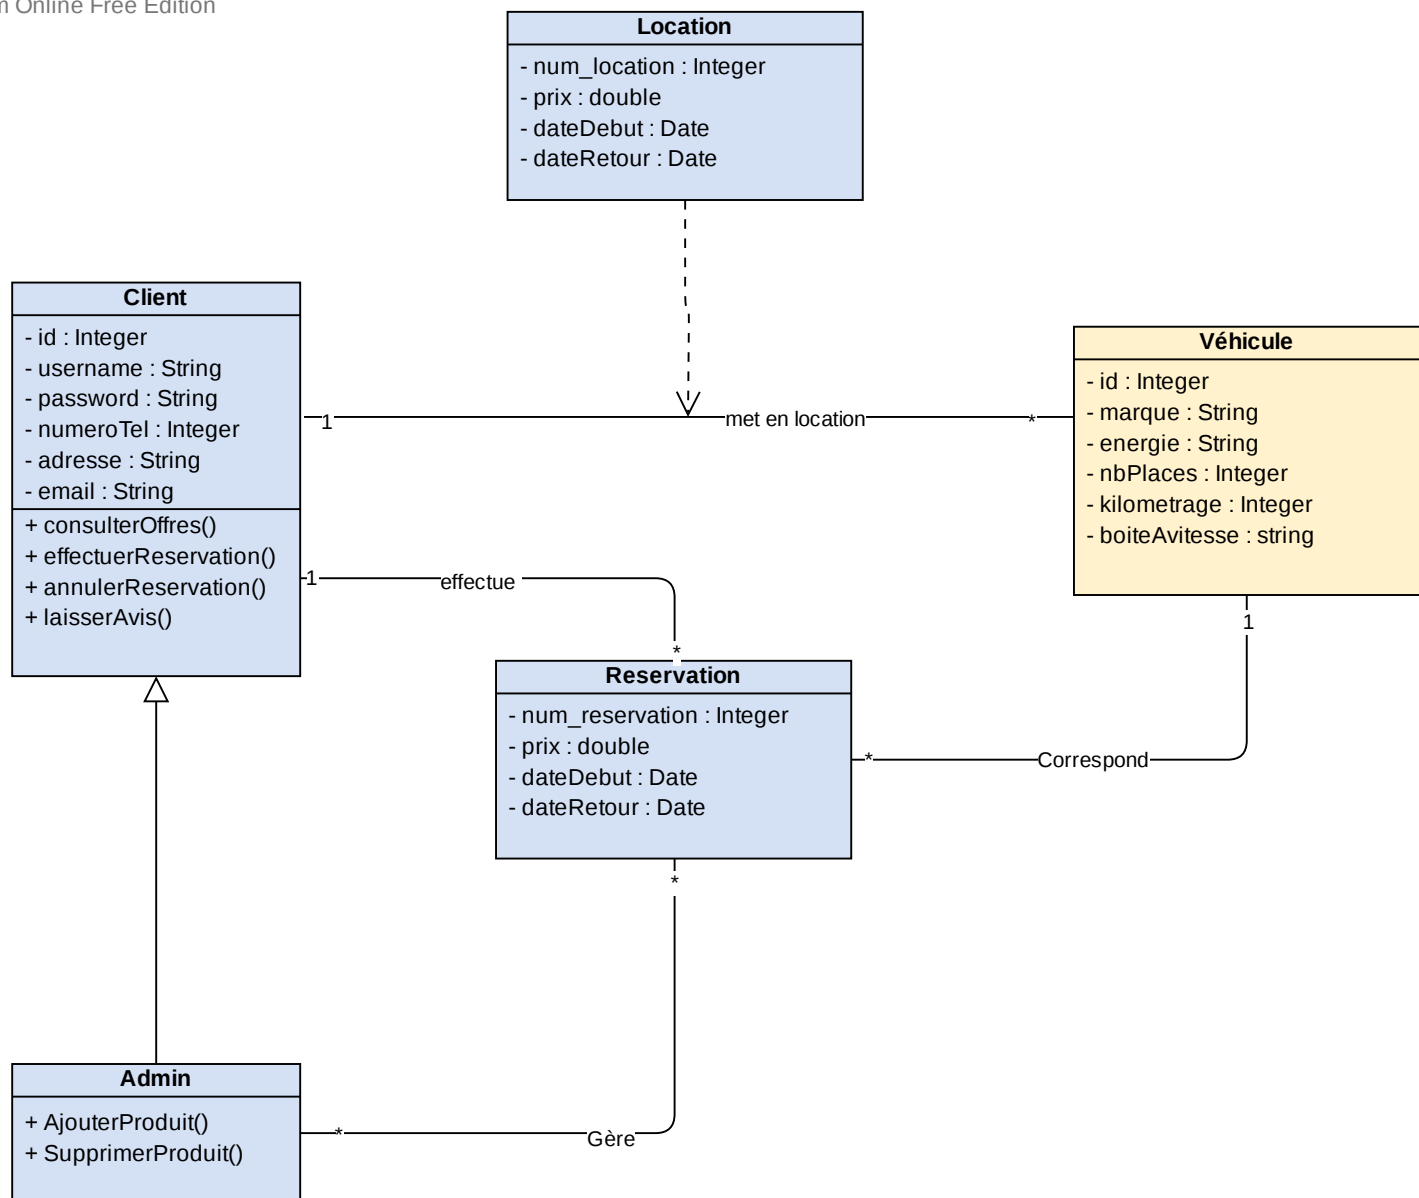 Online Free Edition
Location
- num_location : Integer
- prix : double
- dateDebut : Date
- dateRetour : Date
Client
- id : Integer
- username : String
- password : String
- numeroTel : Integer
- adresse : String
- email : String
+ consulterOffres()
+ effectuerReservation()
+ annulerReservation()
+ laisserAvis()
1
met en location
*
Véhicule
- id : Integer
- marque : String
- energie : String
- nbPlaces : Integer
- kilometrage : Integer
- boiteAvitesse : string
1
effectue
*
1
Reservation
- num_reservation : Integer
- prix : double
- dateDebut : Date
- dateRetour : Date
*
Correspond
*
Admin
+ AjouterProduit()
+ SupprimerProduit()
*
Gère